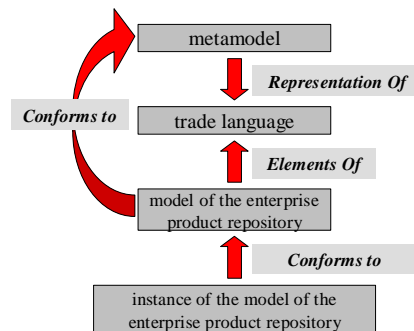 metamodel
Representation Of
Conforms to
trade language
Elements Of
model of the enterprise
product repository
Conforms to
instance of the model of the
enterprise product repository